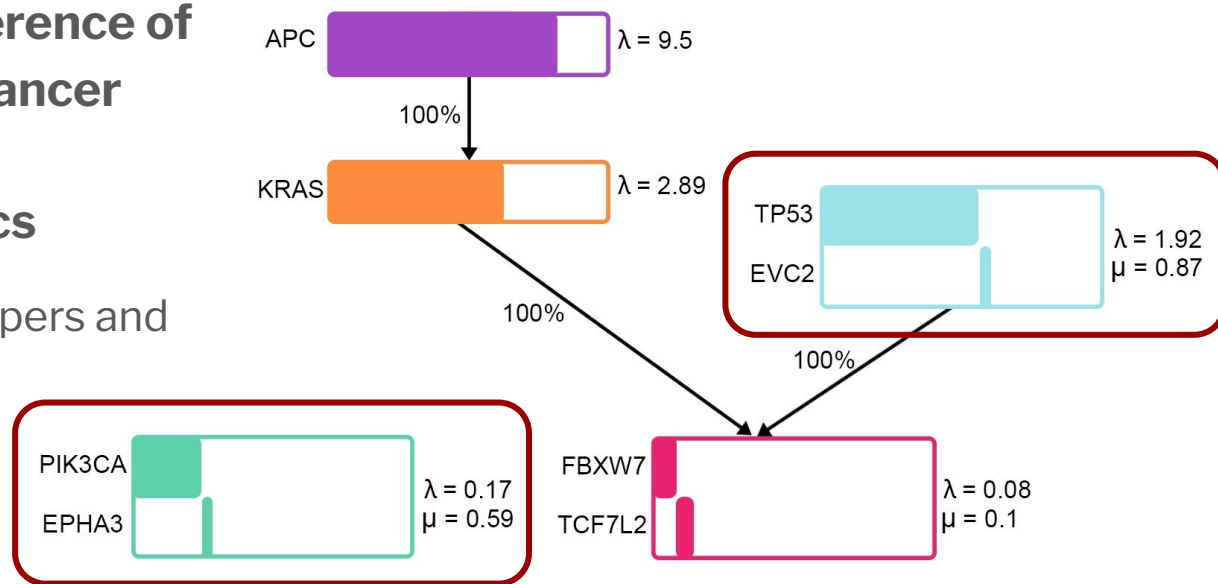 erence of
ancer
cs
pers and
APC
λ = 9.5
100%
KRAS
λ = 2.89
TP53
EVC2
λ = 1.92
μ = 0.87
100%
100%
PIK3CA
EPHA3
λ = 0.17
μ = 0.59
FBXW7
TCF7L2
λ = 0.08
μ = 0.1